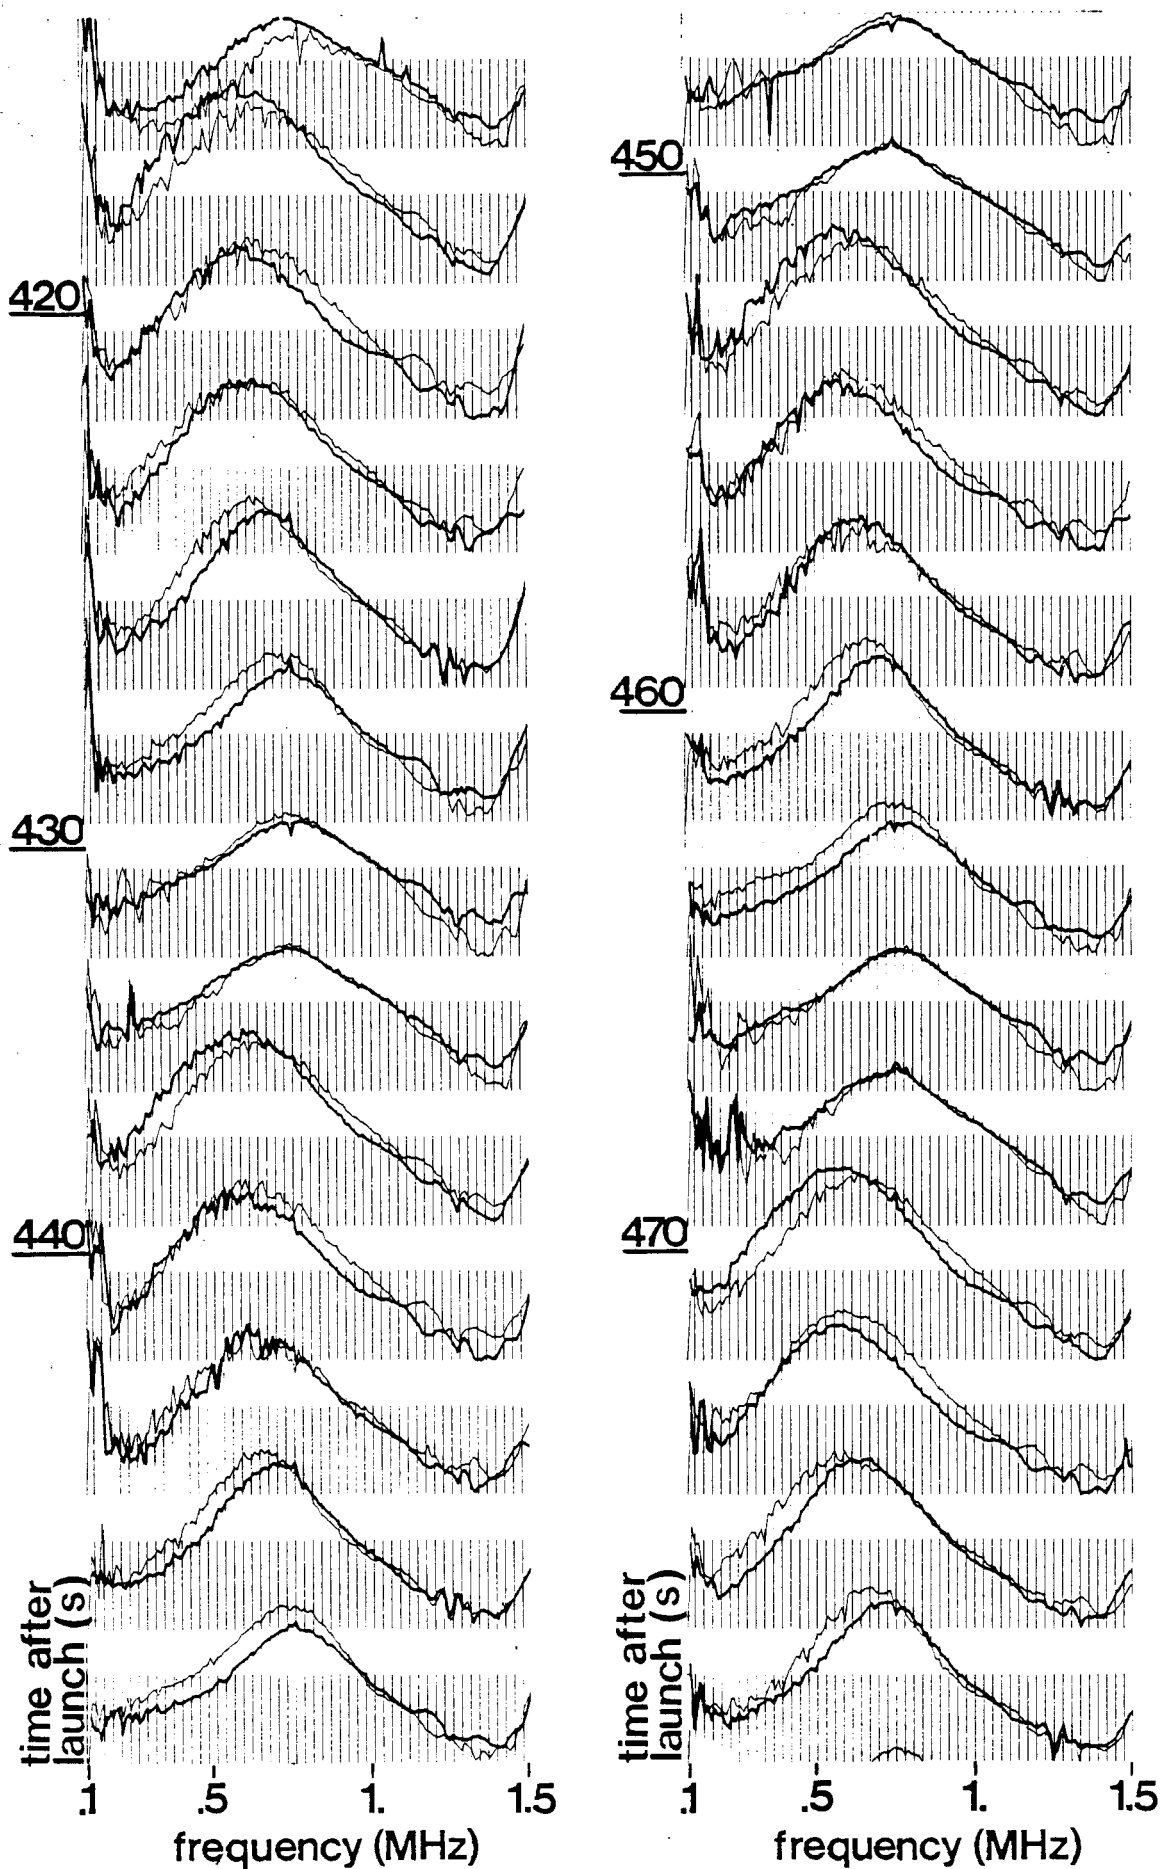 420
430
440
time after
launch (s)
.1 .5 1. 1.5
frequency (MHz)
450
460
470
time after
launch (s)
.1 .5 1. 1.5
frequency (MHz)